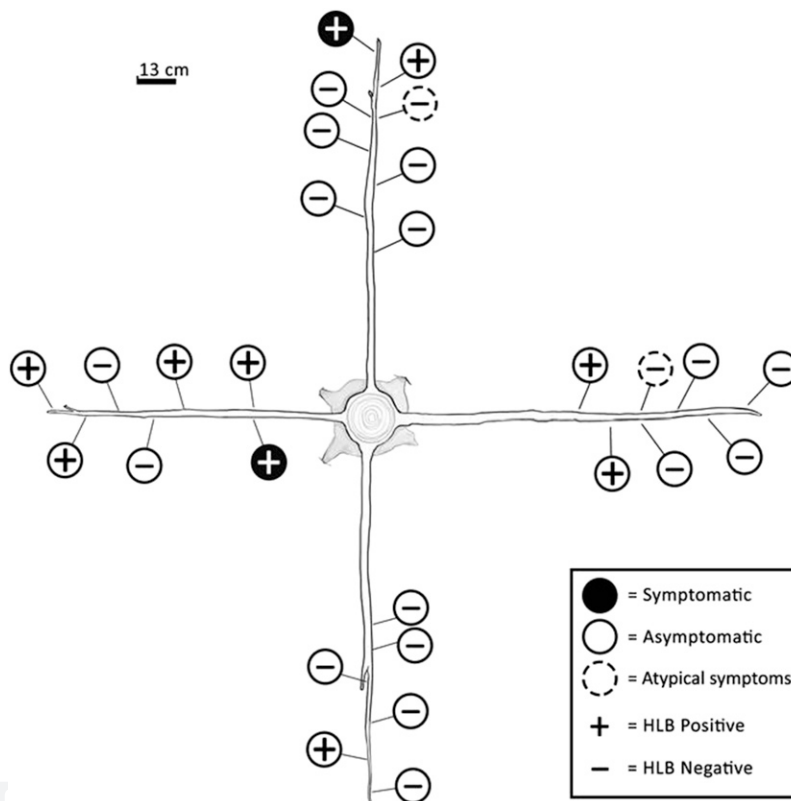 13 cm
= Symptomatic
= Asymptomatic
= Atypical symptoms
+ = HLB Positive
− = HLB Negative